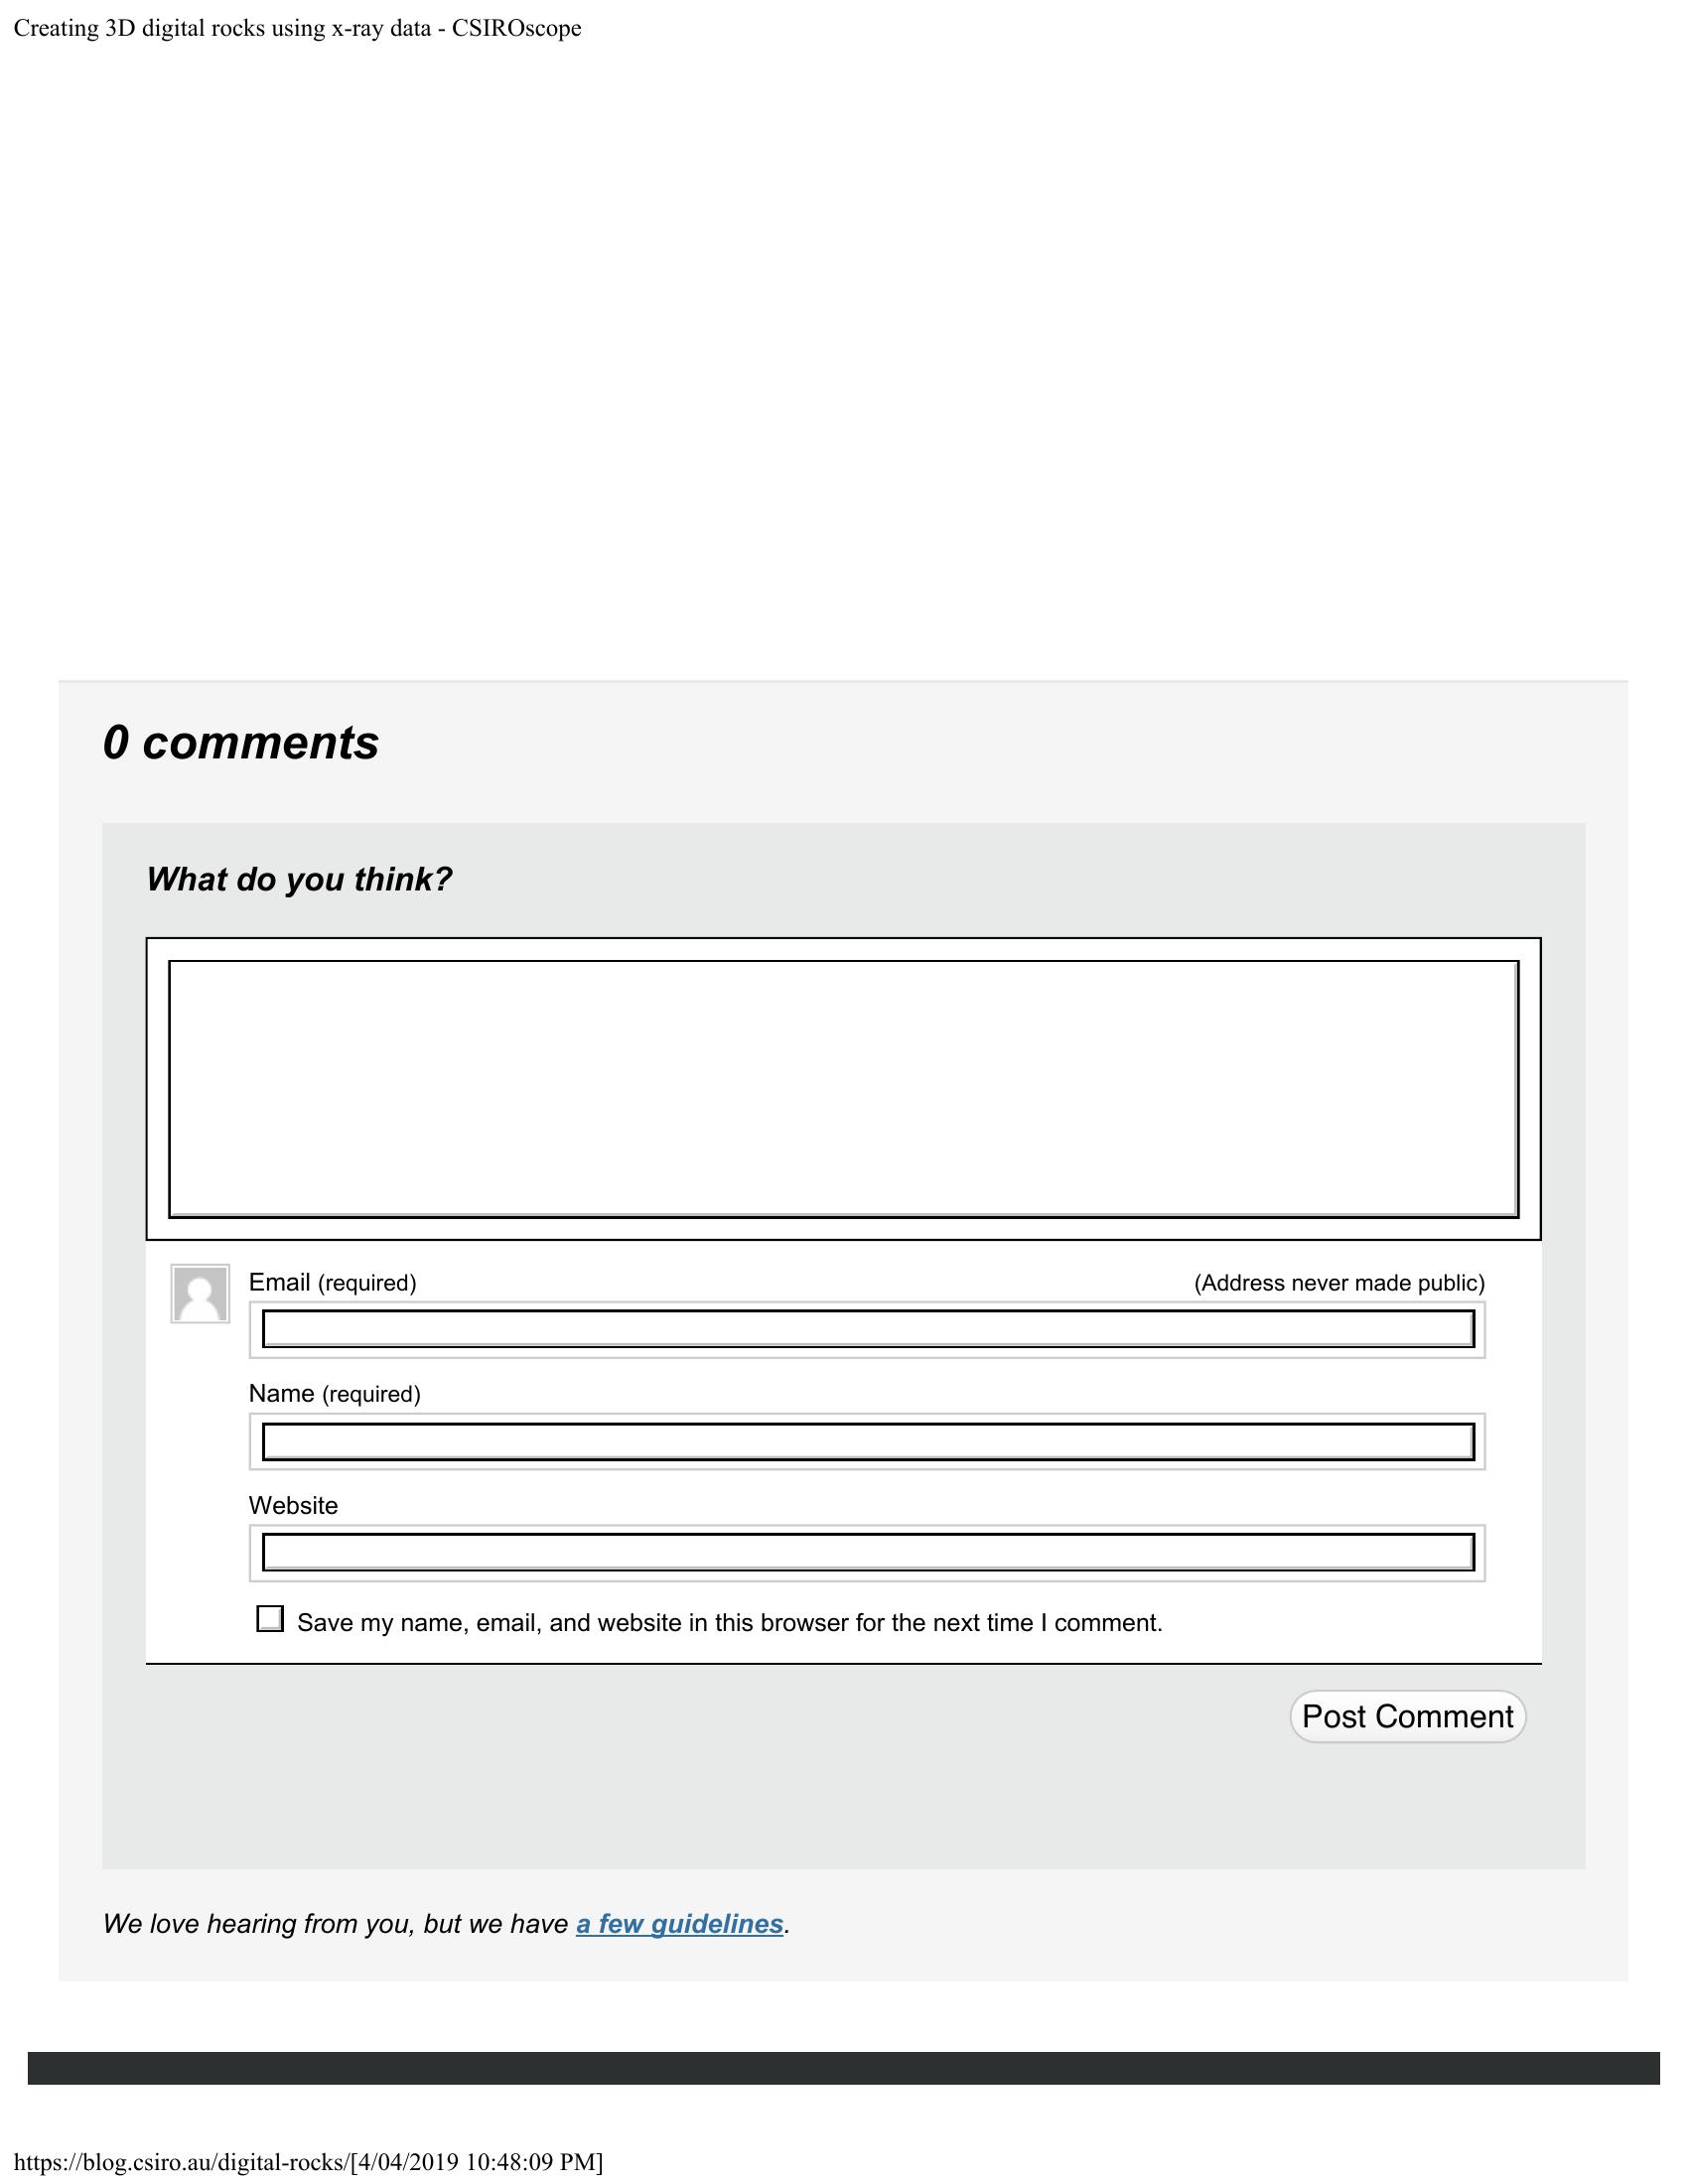 Creating 3D digital rocks using x-ray data - CSIROscope
0 comments
What do you think?
Email (required)
(Address never made public)
Name (required)
Website
Save my name, email, and website in this browser for the next time I comment.
Post Comment
We love hearing from you, but we have a few guidelines.
https://blog.csiro.au/digital-rocks/[4/04/2019 10:48:09 PM]